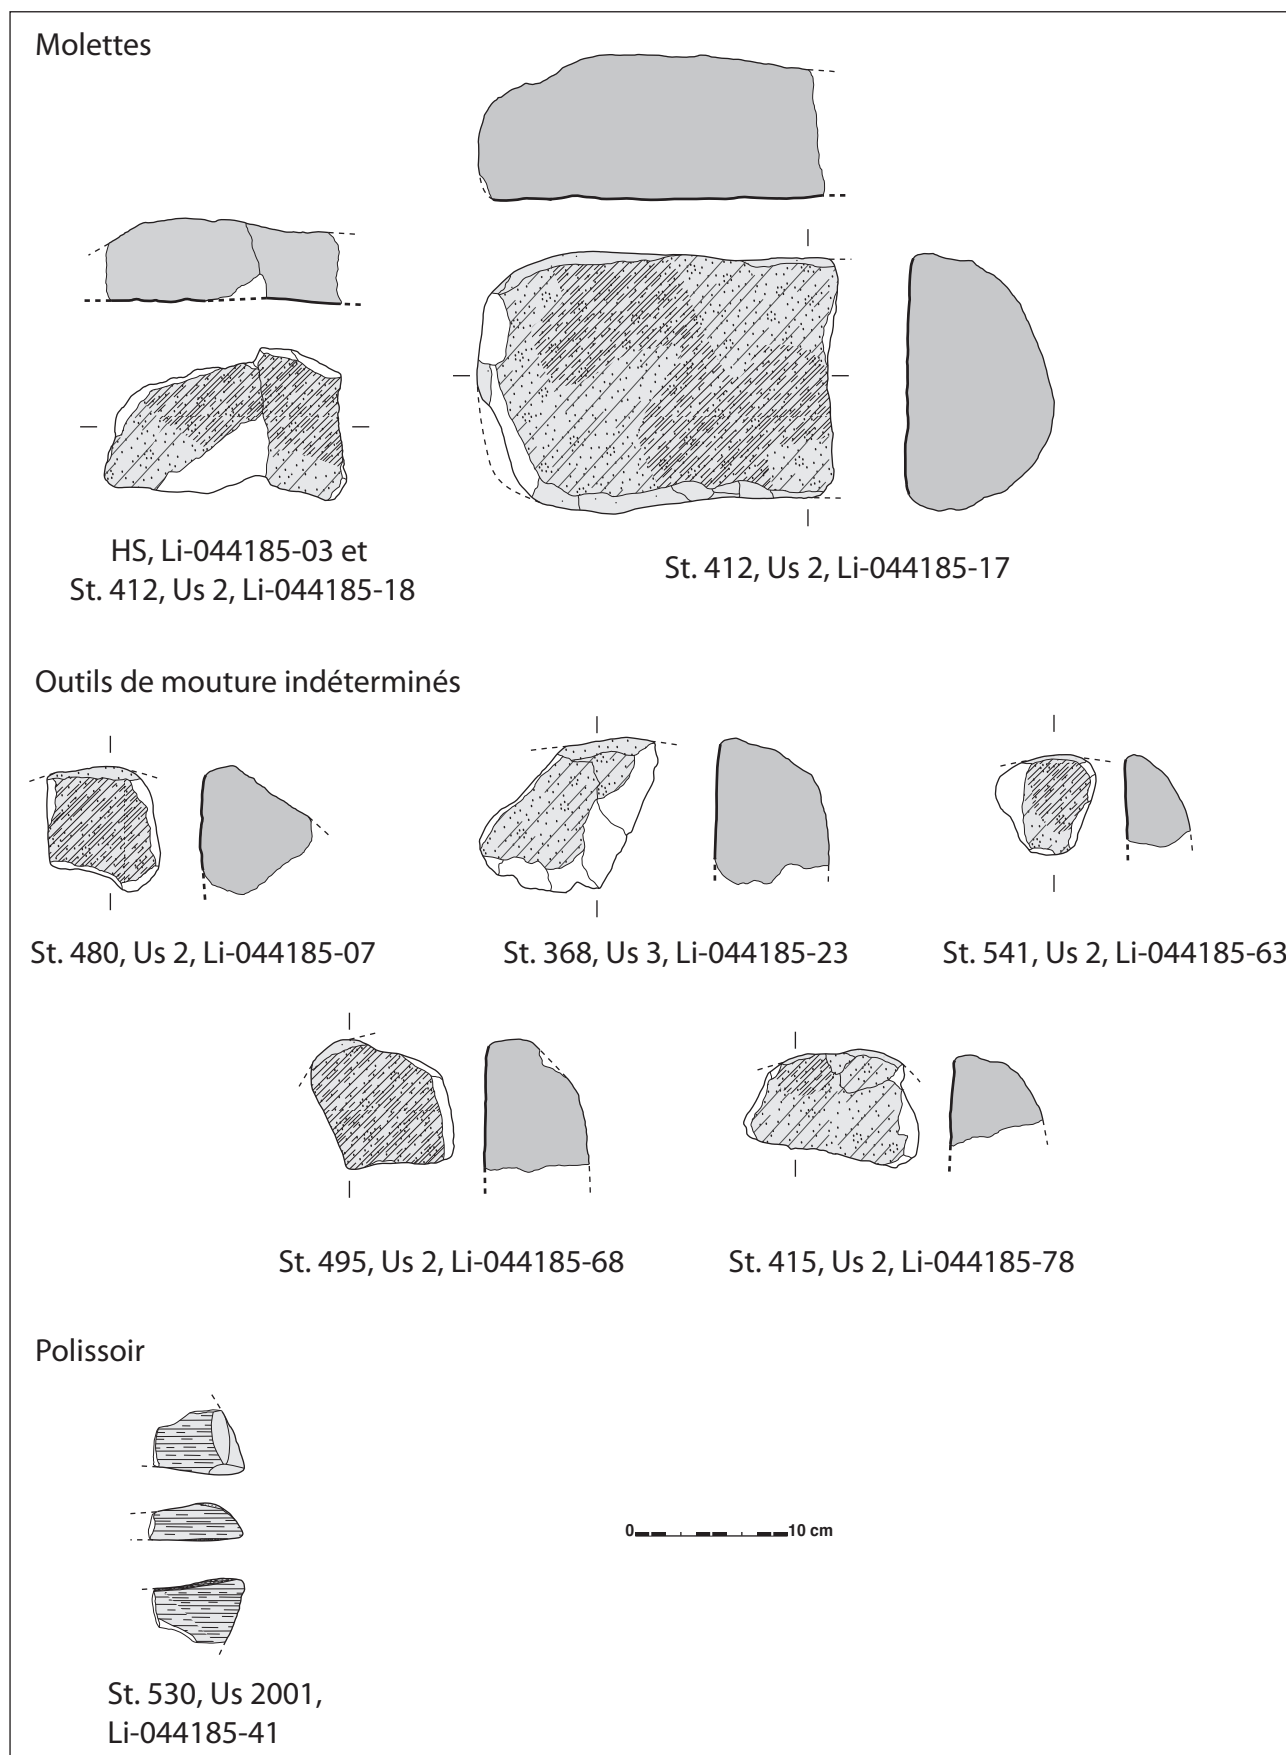 Molettes
HS, Li-044185-03 et
St. 412, Us 2, Li-044185-18
St. 412, Us 2, Li-044185-17
Outils de mouture indéterminés
St. 480, Us 2, Li-044185-07
St. 368, Us 3, Li-044185-23
St. 541, Us 2, Li-044185-63
St. 495, Us 2, Li-044185-68
St. 415, Us 2, Li-044185-78
Polissoir
0 10 cm
St. 530, Us 2001,
Li-044185-41